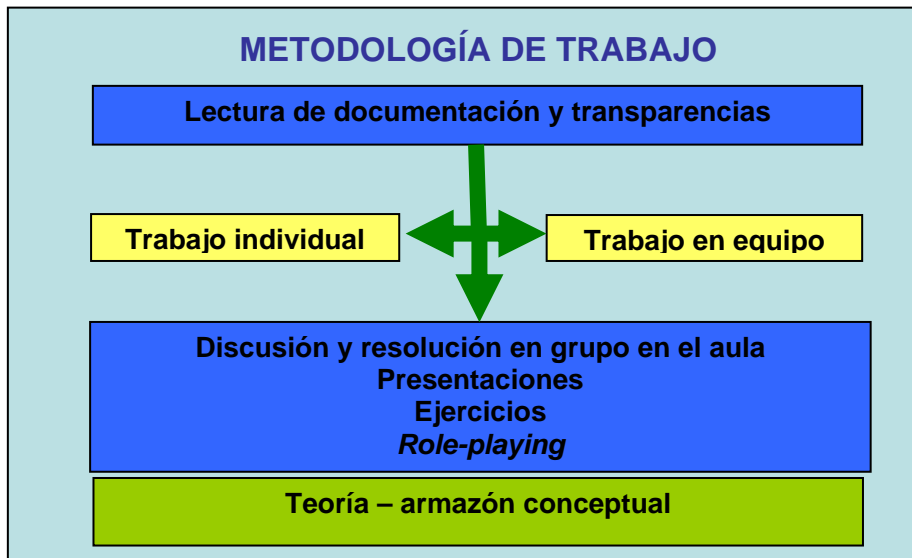 METODOLOGÍA DE TRABAJO
Lectura de documentación y transparencias
Trabajo individual
Trabajo en equipo
Discusión y resolución en grupo en el aula
Presentaciones
Ejercicios
Role-playing
Teoría – armazón conceptual